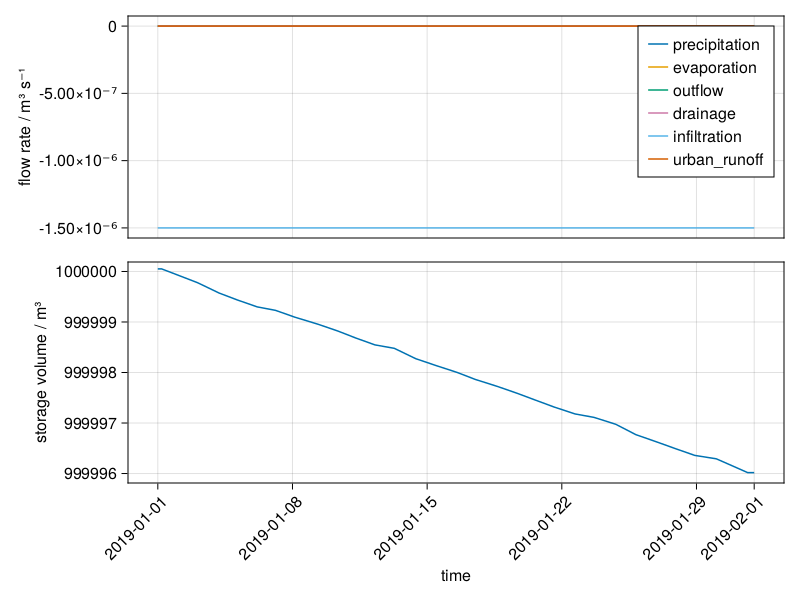 flow rate / m³ s⁻¹
0
-5.00×10⁻⁷
-1.00×10⁻⁶
-1.50×10⁻⁶
precipitation
evaporation
outflow
drainage
infiltration
urban_runoff
storage volume / m³
1000000
999999
999998
999997
999996
2019-01-01
2019-01-08
2019-01-15
2019-01-22
2019-01-29
2019-02-01
time